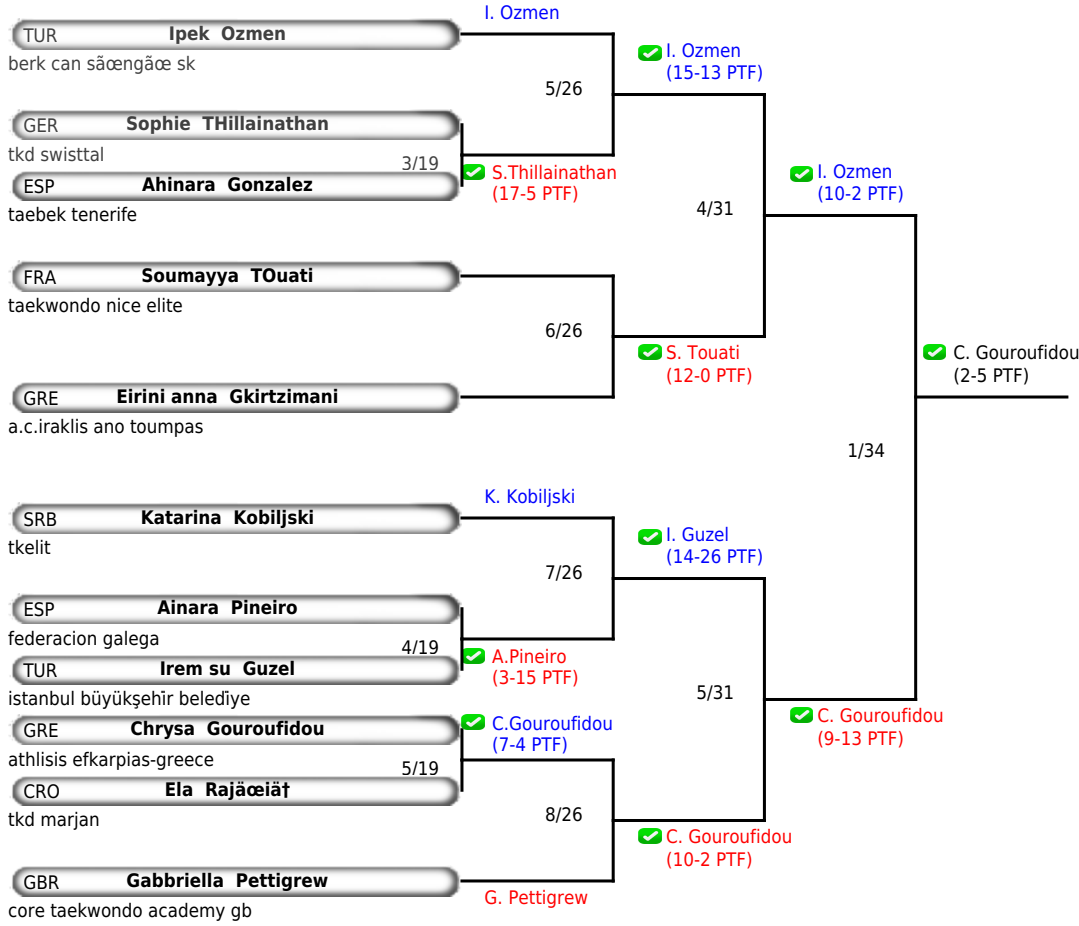 I. Ozmen
TUR Ipek Ozmen
berk can sãœngãœ sk
I. Ozmen
(15-13 PTF)
5/26
GER Sophie THillainathan
tkd swisttal
3/19
S.Thillainathan
(17-5 PTF)
ESP Ahinara Gonzalez
taebek tenerife
I. Ozmen
(10-2 PTF)
4/31
FRA Soumayya TOuati
taekwondo nice elite
6/26
S. Touati
(12-0 PTF)
C. Gouroufidou
(2-5 PTF)
GRE Eirini anna Gkirtzimani
a.c.iraklis ano toumpas
1/34
K. Kobiljski
SRB Katarina Kobiljski
tkelit
I. Guzel
(14-26 PTF)
7/26
ESP Ainara Pineiro
federacion galega
4/19
A.Pineiro
(3-15 PTF)
TUR Irem su Guzel
istanbul büyükşehi̇r beledi̇ye
5/31
C. Gouroufidou
(9-13 PTF)
GRE Chrysa Gouroufidou
athlisis efkarpias-greece
C.Gouroufidou
(7-4 PTF)
5/19
CRO Ela Rajäœiä†
tkd marjan
8/26
C. Gouroufidou
(10-2 PTF)
GBR Gabbriella Pettigrew
core taekwondo academy gb
G. Pettigrew